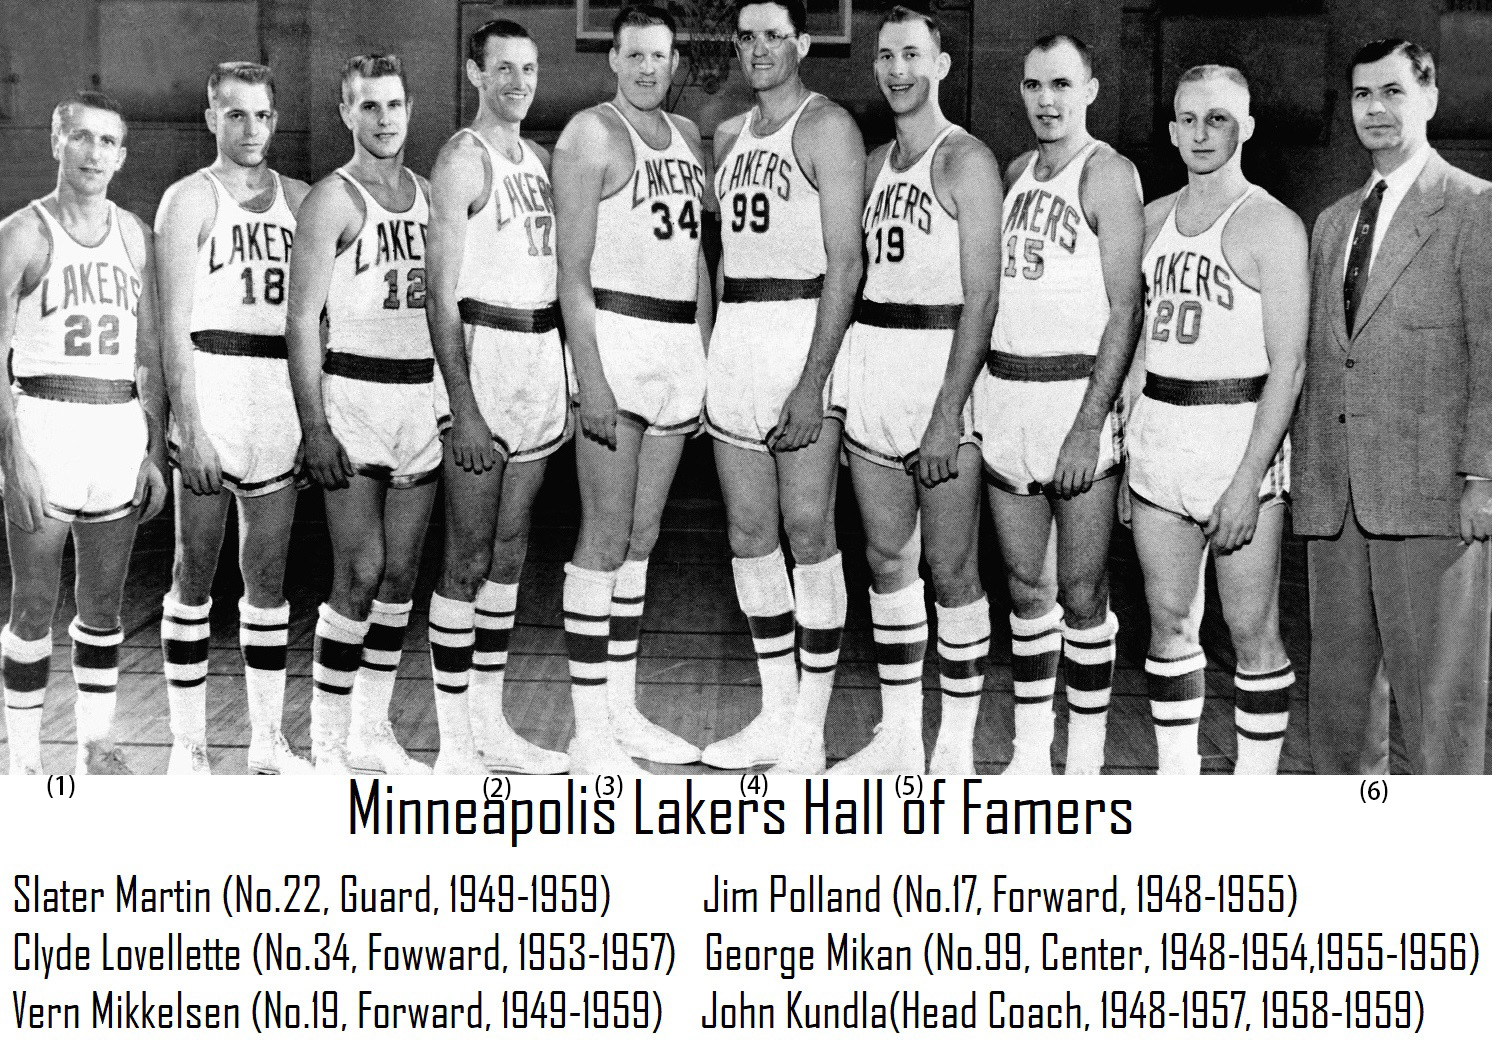 LAKERS 22
LAKER 18
LAKE 12
LAKER 17
LAKERS 34
LAKERS 99
LAKERS 19
AKERS 15
LAKERS 20
(1) (2) (3) (4) (5) (6)
Minneapolis Lakers Hall of Famers
Slater Martin (No.22, Guard, 1949-1959)
Jim Polland (No.17, Forward, 1948-1955)
Clyde Lovellette (No.34, Fowward, 1953-1957)
George Mikan (No.99, Center, 1948-1954,1955-1956)
Vern Mikkelsen (No.19, Forward, 1949-1959)
John Kundla(Head Coach, 1948-1957, 1958-1959)